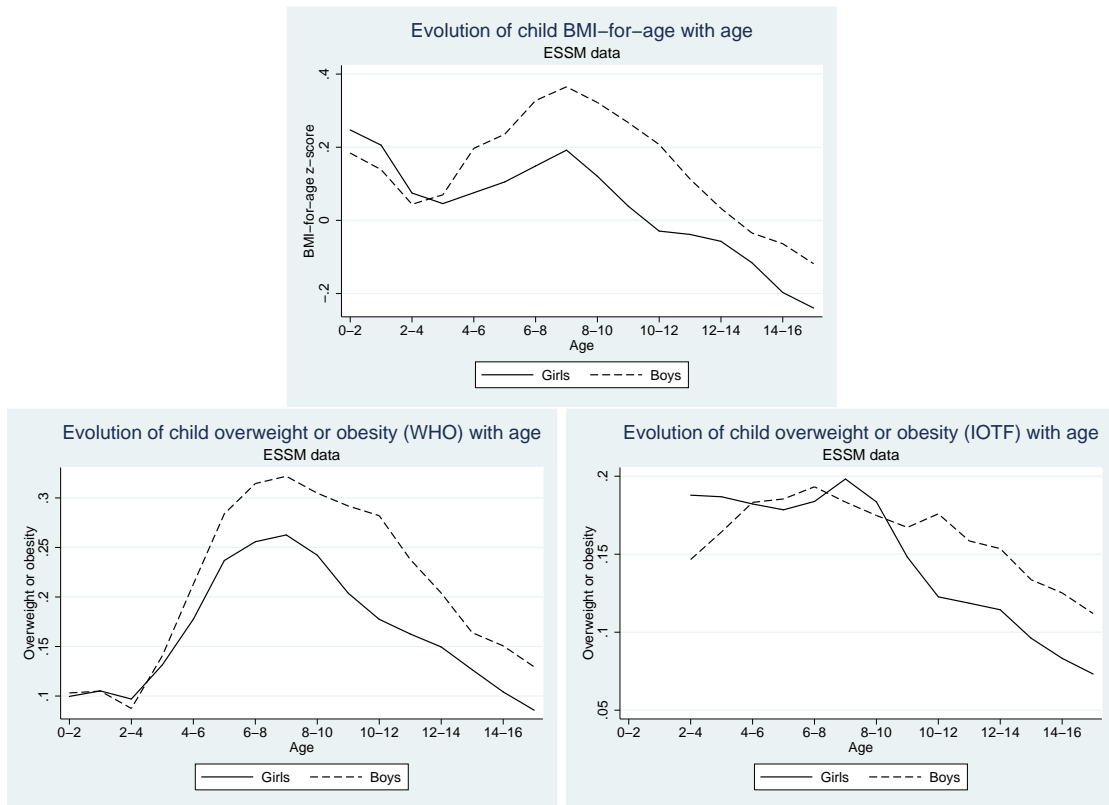 Evolution of child BMI−for−age with age
ESSM data
BMI−for−age z−score
.4
.2
0
−.2
0−2 2−4 4−6 6−8 8−10 10−12 12−14 14−16
Age
Girls Boys
Evolution of child overweight or obesity (WHO) with age
ESSM data
Overweight or obesity
.3
.25
.2
.15
.1
0−2 2−4 4−6 6−8 8−10 10−12 12−14 14−16
Age
Girls Boys
Evolution of child overweight or obesity (IOTF) with age
ESSM data
Overweight or obesity
.2
.15
.1
.05
0−2 2−4 4−6 6−8 8−10 10−12 12−14 14−16
Age
Girls Boys